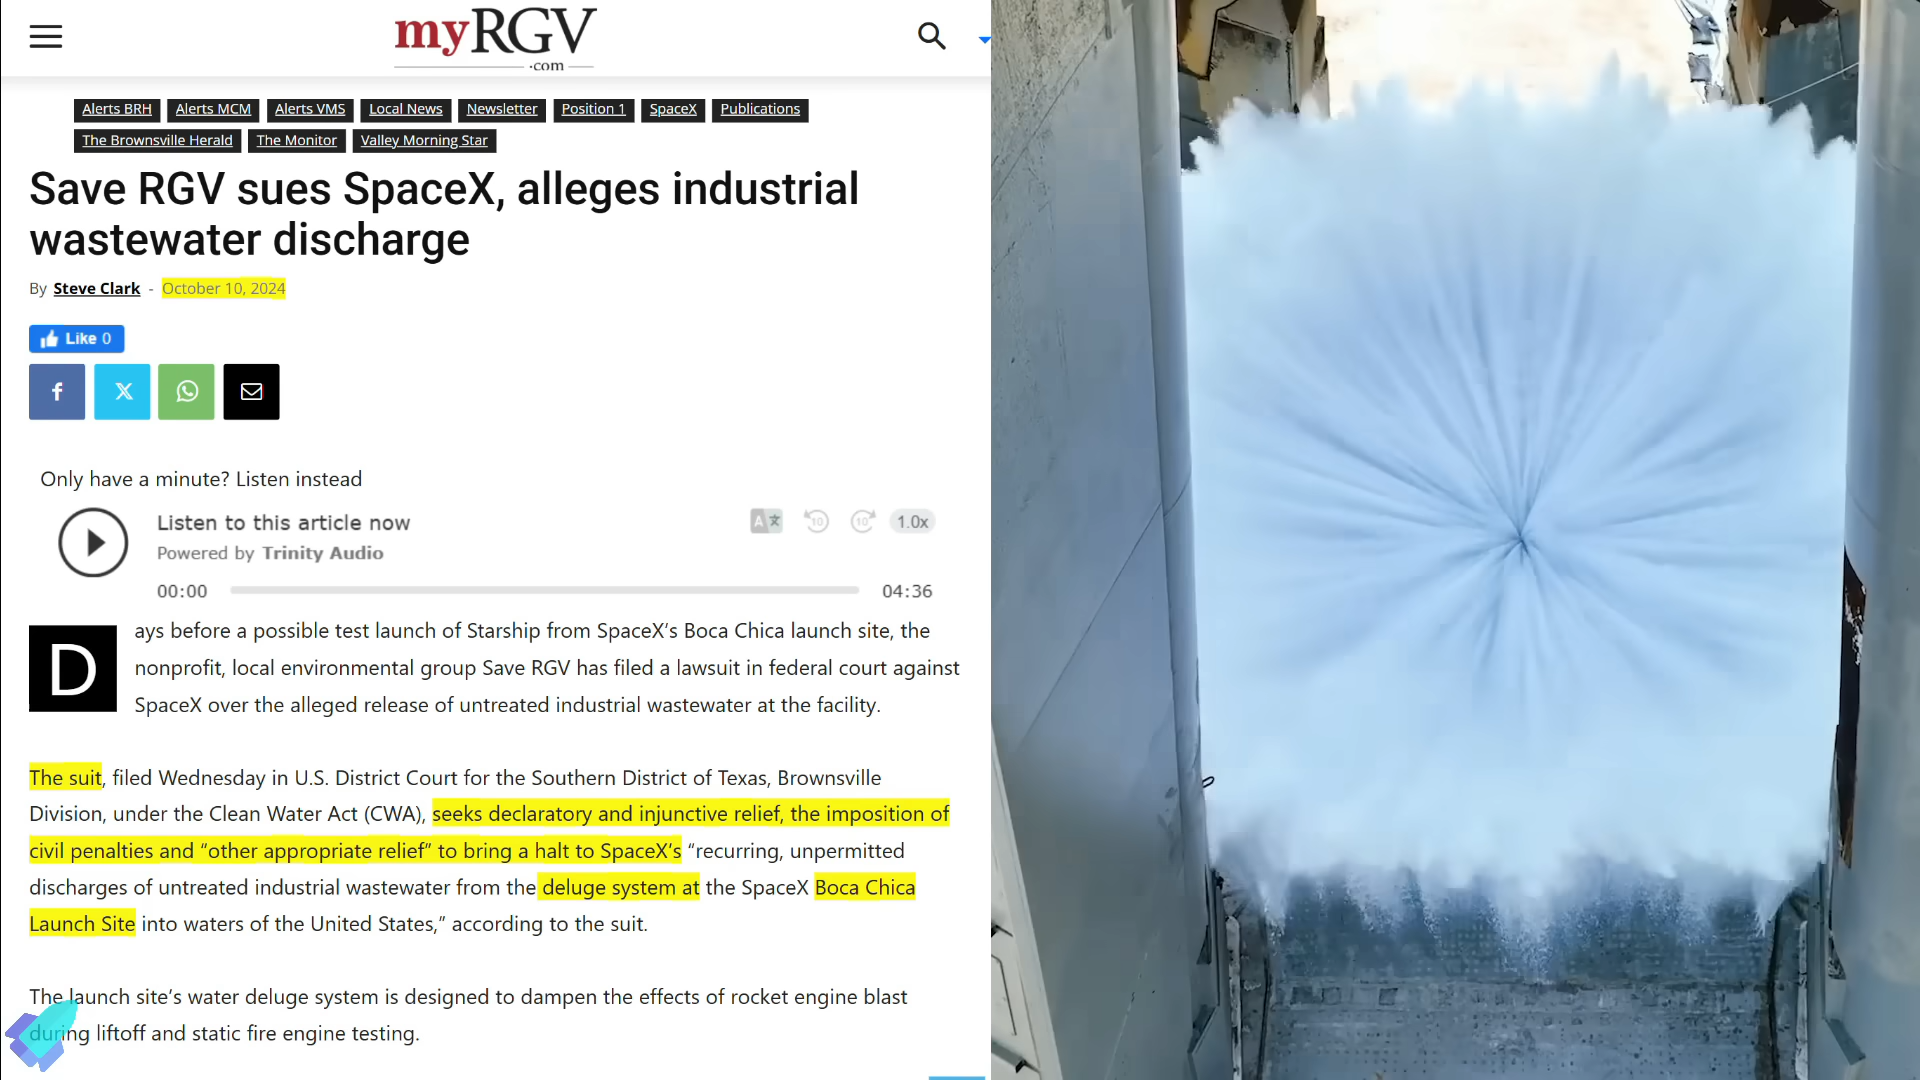 myRGV
.com
Alerts BRH Alerts MCM Alerts VMS Local News Newsletter Position 1 SpaceX Publications
The Brownsville Herald The Monitor Valley Morning Star
Save RGV sues SpaceX, alleges industrial
wastewater discharge
By Steve Clark - October 10, 2024
Like 0
Only have a minute? Listen instead
Listen to this article now
A 文 10 10 1.0x
Powered by Trinity Audio
00:00 04:36
Days before a possible test launch of Starship from SpaceX’s Boca Chica launch site, the
nonprofit, local environmental group Save RGV has filed a lawsuit in federal court against
SpaceX over the alleged release of untreated industrial wastewater at the facility.
The suit, filed Wednesday in U.S. District Court for the Southern District of Texas, Brownsville
Division, under the Clean Water Act (CWA), seeks declaratory and injunctive relief, the imposition of
civil penalties and “other appropriate relief” to bring a halt to SpaceX’s “recurring, unpermitted
discharges of untreated industrial wastewater from the deluge system at the SpaceX Boca Chica
Launch Site into waters of the United States,” according to the suit.
The launch site’s water deluge system is designed to dampen the effects of rocket engine blast
during liftoff and static fire engine testing.